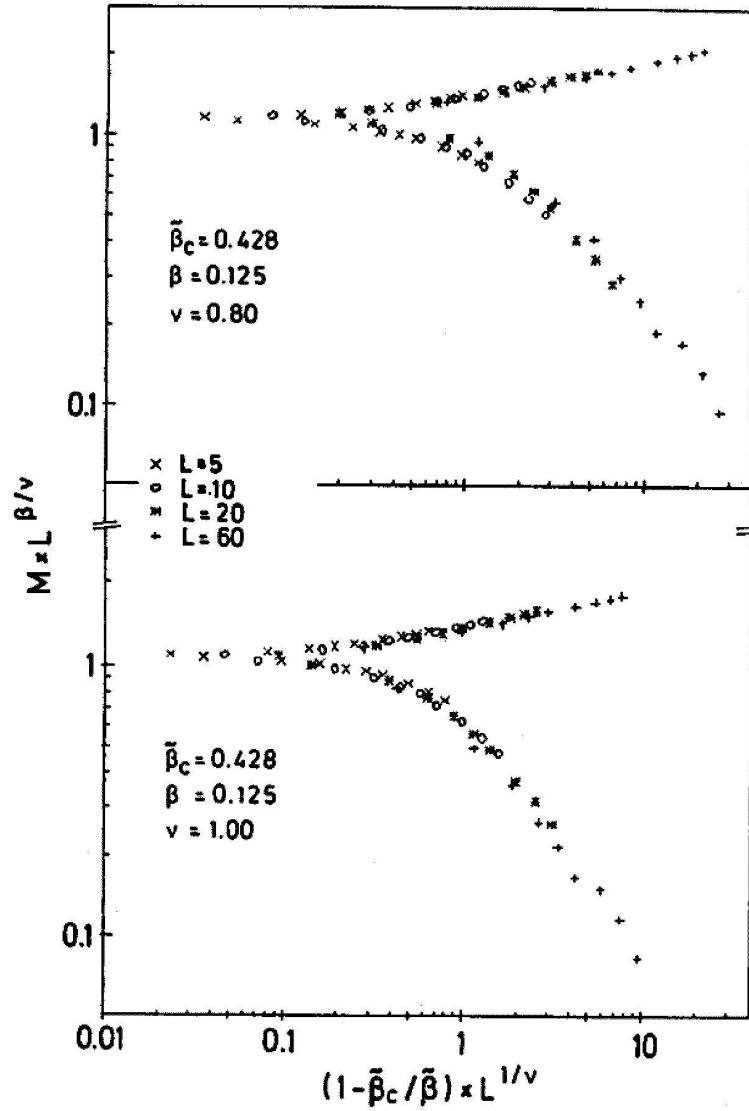 1
β̃c = 0.428
β = 0.125
ν = 0.80
0.1
× L = 5
o L = 10
ж L = 20
+ L = 60
M × L^β/ν
1
β̃c = 0.428
β = 0.125
ν = 1.00
0.1
0.01 0.1 1 10
(1-β̃c/β̃) × L^1/ν